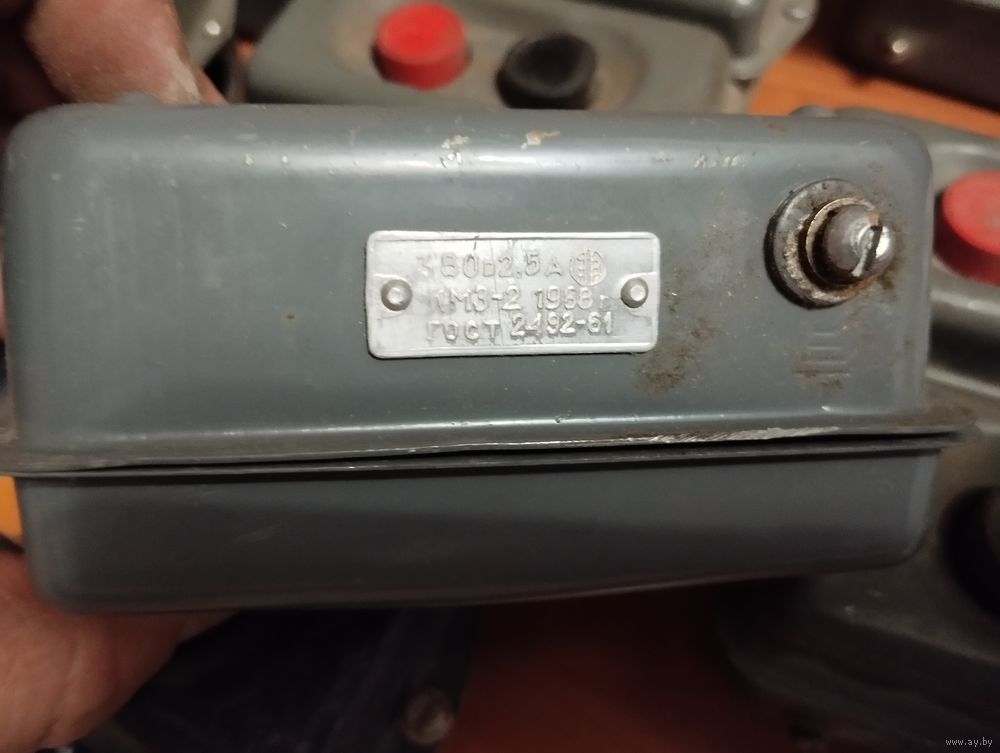 380В 2,5А
КМЗ-2 1968г
ГОСТ 2492-61
www.ay.by